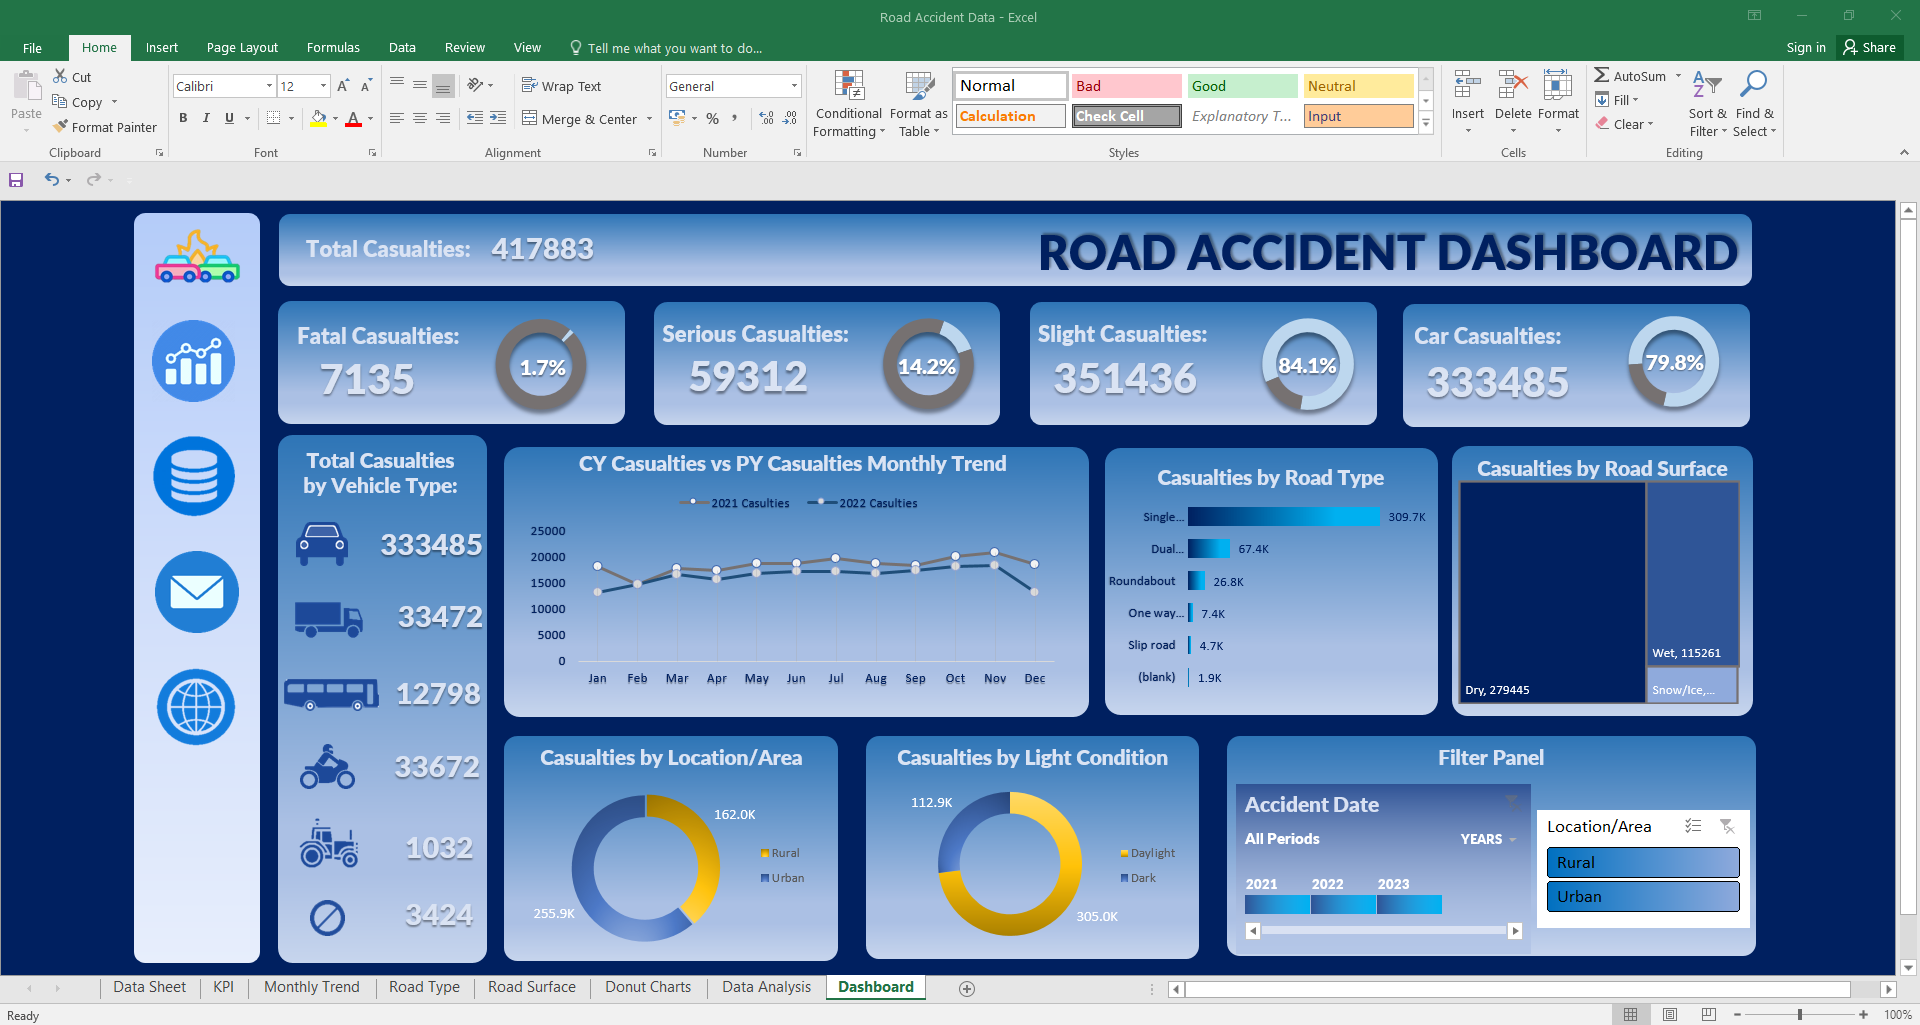 Road Accident Data - Excel
File Home Insert Page Layout Formulas Data Review View Tell me what you want to do... Sign in Share
Paste
Cut
Copy
Format Painter
Clipboard
Calibri 12 A A
B I U A
Font
Wrap Text
Merge & Center
Alignment
General
% ,
Number
Conditional Formatting
Format as Table
Normal Bad Good Neutral
Calculation Check Cell Explanatory T... Input
Styles
Insert Delete Format
Cells
AutoSum
Fill
Clear
Sort & Filter
Find & Select
Editing
Total Casualties: 417883
ROAD ACCIDENT DASHBOARD
Fatal Casualties:
7135
1.7%
Serious Casualties:
59312
14.2%
Slight Casualties:
351436
84.1%
Car Casualties:
333485
79.8%
Total Casualties
by Vehicle Type:
333485
33472
12798
33672
1032
3424
CY Casualties vs PY Casualties Monthly Trend
2021 Casulties 2022 Casulties
25000
20000
15000
10000
5000
0
Jan Feb Mar Apr May Jun Jul Aug Sep Oct Nov Dec
Casualties by Road Type
Single... 309.7K
Dual... 67.4K
Roundabout 26.8K
One way... 7.4K
Slip road 4.7K
(blank) 1.9K
Casualties by Road Surface
Dry, 279445
Wet, 115261
Snow/Ice,...
Casualties by Location/Area
162.0K
255.9K
Rural
Urban
Casualties by Light Condition
112.9K
305.0K
Daylight
Dark
Filter Panel
Accident Date
All Periods YEARS
2021 2022 2023
Location/Area
Rural
Urban
Data Sheet KPI Monthly Trend Road Type Road Surface Donut Charts Data Analysis Dashboard
Ready 100%